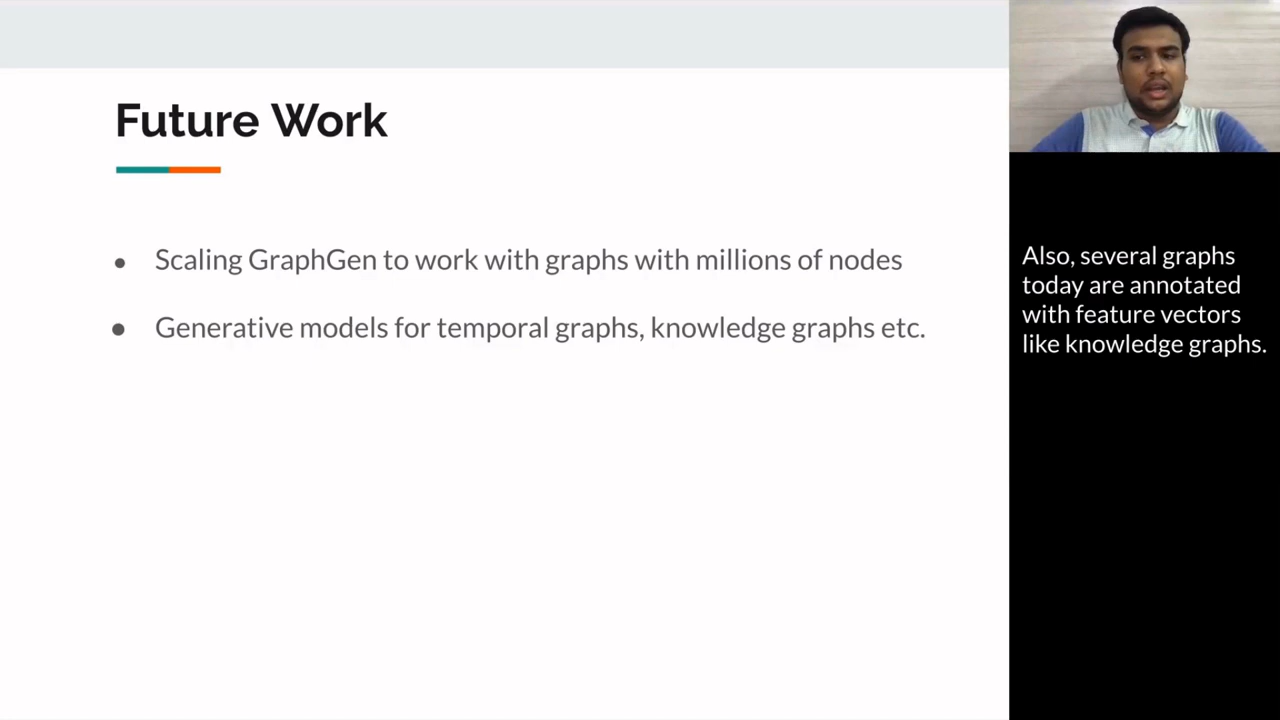 Future Work
● Scaling GraphGen to work with graphs with millions of nodes
● Generative models for temporal graphs, knowledge graphs etc.
Also, several graphs
today are annotated
with feature vectors
like knowledge graphs.